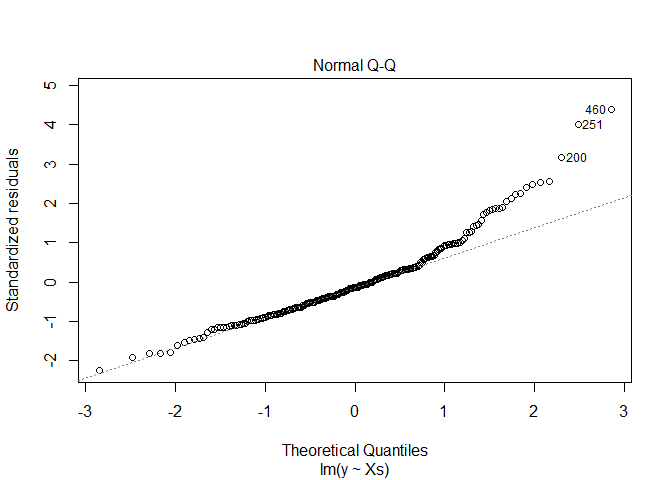 Normal Q-Q
Standardized residuals
5
4
3
2
1
0
-1
-2
460
251
200
-3 -2 -1 0 1 2 3
Theoretical Quantiles
lm(y ~ Xs)